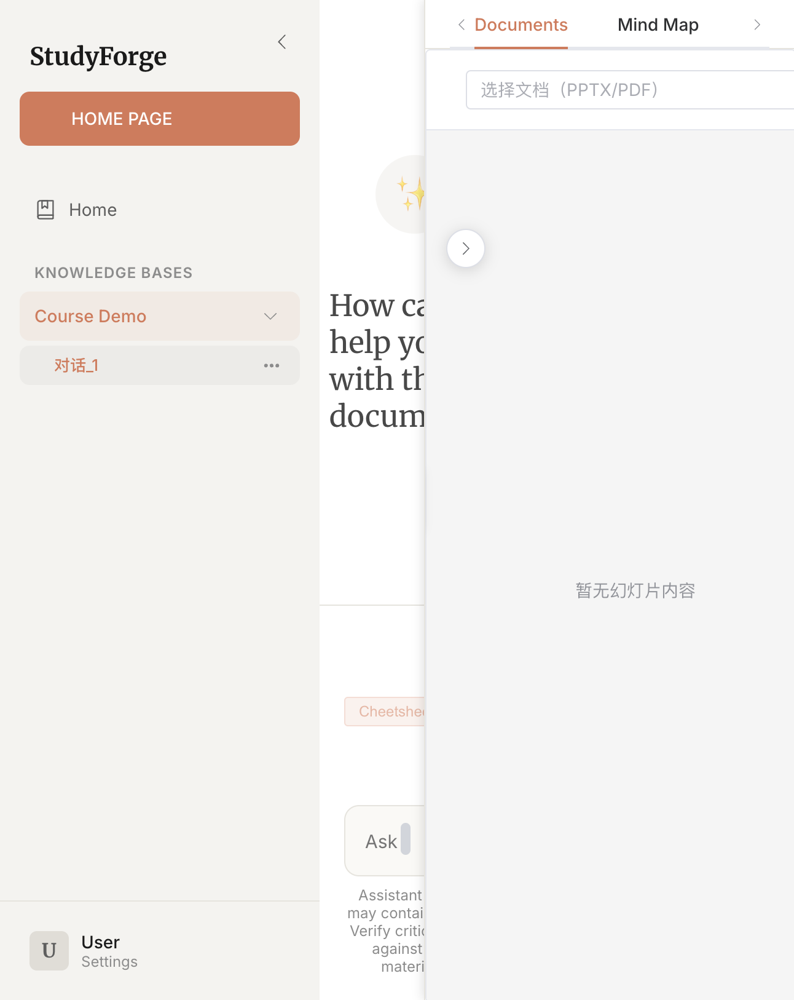 StudyForge
HOME PAGE
Home
KNOWLEDGE BASES
Course Demo
对话_1
User
Settings
U
How ca
help yo
with th
docum
Cheetshee
Ask
Assistant
may contai
Verify critic
against
materi
Documents
Mind Map
选择文档（PPTX/PDF）
暂无幻灯片内容